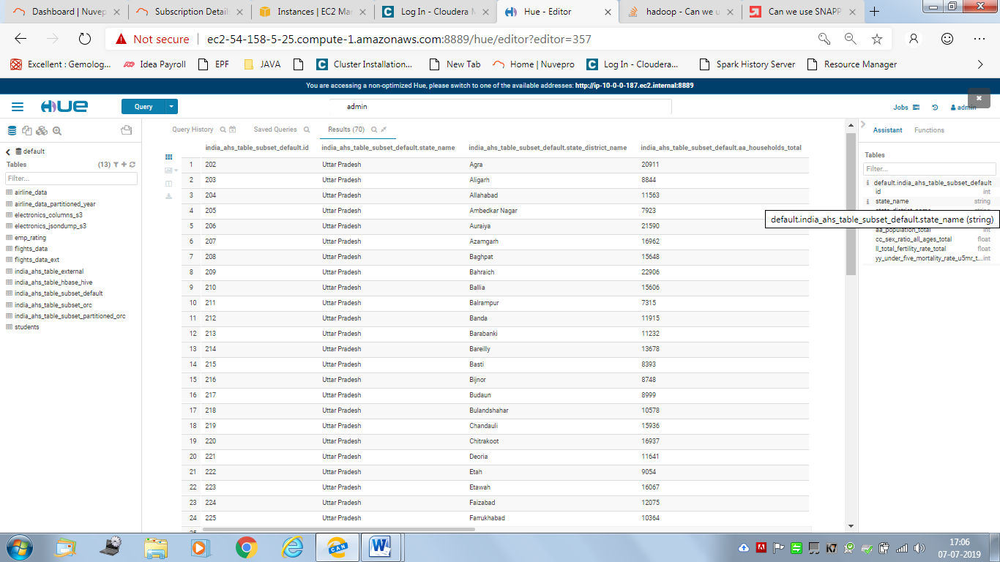 Dashboard | Nuvep
Subscription Details
Instances | EC2 Man
Log In - Cloudera M
Hue - Editor
hadoop - Can we u
Can we use SNAPP
Not secure | ec2-54-158-5-25.compute-1.amazonaws.com:8889/hue/editor?editor=357
Excellent : Gemolog... Idea Payroll EPF JAVA Cluster Installation... New Tab Home | Nuvepro Log In - Cloudera... Spark History Server Resource Manager
You are accessing a non-optimized Hue, please switch to one of the available addresses: http://ip-10-0-0-187.ec2.internal:8889
HUE Query admin Jobs admin
default
Tables (13)
Filter...
airline_data
airline_data_partitioned_year
electronics_columns_s3
electronics_jsondump_s3
emp_rating
flights_data
flights_data_ext
india_ahs_table_external
india_ahs_table_hbase_hive
india_ahs_table_subset_default
india_ahs_table_subset_orc
india_ahs_table_subset_partitioned_orc
students
Query History Saved Queries Results (70)
india_ahs_table_subset_default.id india_ahs_table_subset_default.state_name india_ahs_table_subset_default.state_district_name india_ahs_table_subset_default.aa_households_total
1 202 Uttar Pradesh Agra 20911
2 203 Uttar Pradesh Aligarh 8844
3 204 Uttar Pradesh Allahabad 11563
4 205 Uttar Pradesh Ambedkar Nagar 7923
5 206 Uttar Pradesh Auraiya 21590
6 207 Uttar Pradesh Azamgarh 16962
7 208 Uttar Pradesh Baghpat 15648
8 209 Uttar Pradesh Bahraich 22906
9 210 Uttar Pradesh Ballia 15606
10 211 Uttar Pradesh Balrampur 7315
11 212 Uttar Pradesh Banda 11915
12 213 Uttar Pradesh Barabanki 11232
13 214 Uttar Pradesh Bareilly 13678
14 215 Uttar Pradesh Basti 8393
15 216 Uttar Pradesh Bijnor 8748
16 217 Uttar Pradesh Budaun 8999
17 218 Uttar Pradesh Bulandshahar 10578
18 219 Uttar Pradesh Chandauli 15936
19 220 Uttar Pradesh Chitrakoot 16937
20 221 Uttar Pradesh Deoria 11641
21 222 Uttar Pradesh Etah 9054
22 223 Uttar Pradesh Etawah 16067
23 224 Uttar Pradesh Faizabad 12075
24 225 Uttar Pradesh Farrukhabad 10364
Assistant Functions
Tables
Filter...
default.india_ahs_table_subset_default
id int
state_name string
default.india_ahs_table_subset_default.state_name (string)
aa_population_total int
cc_sex_ratio_all_ages_total float
ll_total_fertility_rate_total float
yy_under_five_mortality_rate_u5mr_t... int
CAN
17:06
07-07-2019